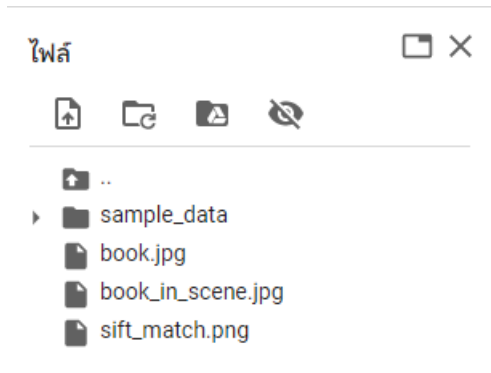 ไฟล์
..
sample_data
book.jpg
book_in_scene.jpg
sift_match.png